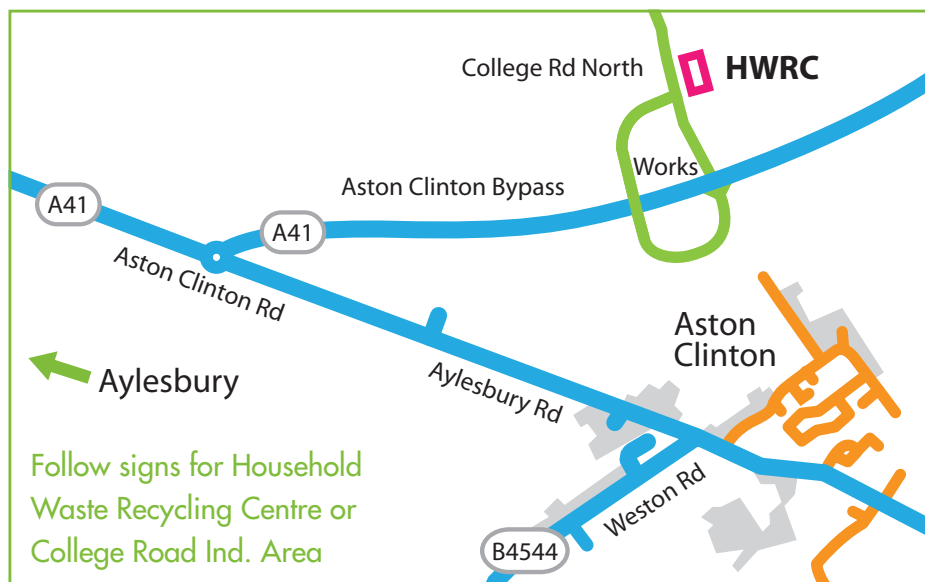 College Rd North
HWRC
Works
Aston Clinton Bypass
A41
A41
Aston Clinton Rd
Aston
Clinton
Aylesbury
Aylesbury Rd
Follow signs for Household
Waste Recycling Centre or
College Road Ind. Area
Weston Rd
B4544